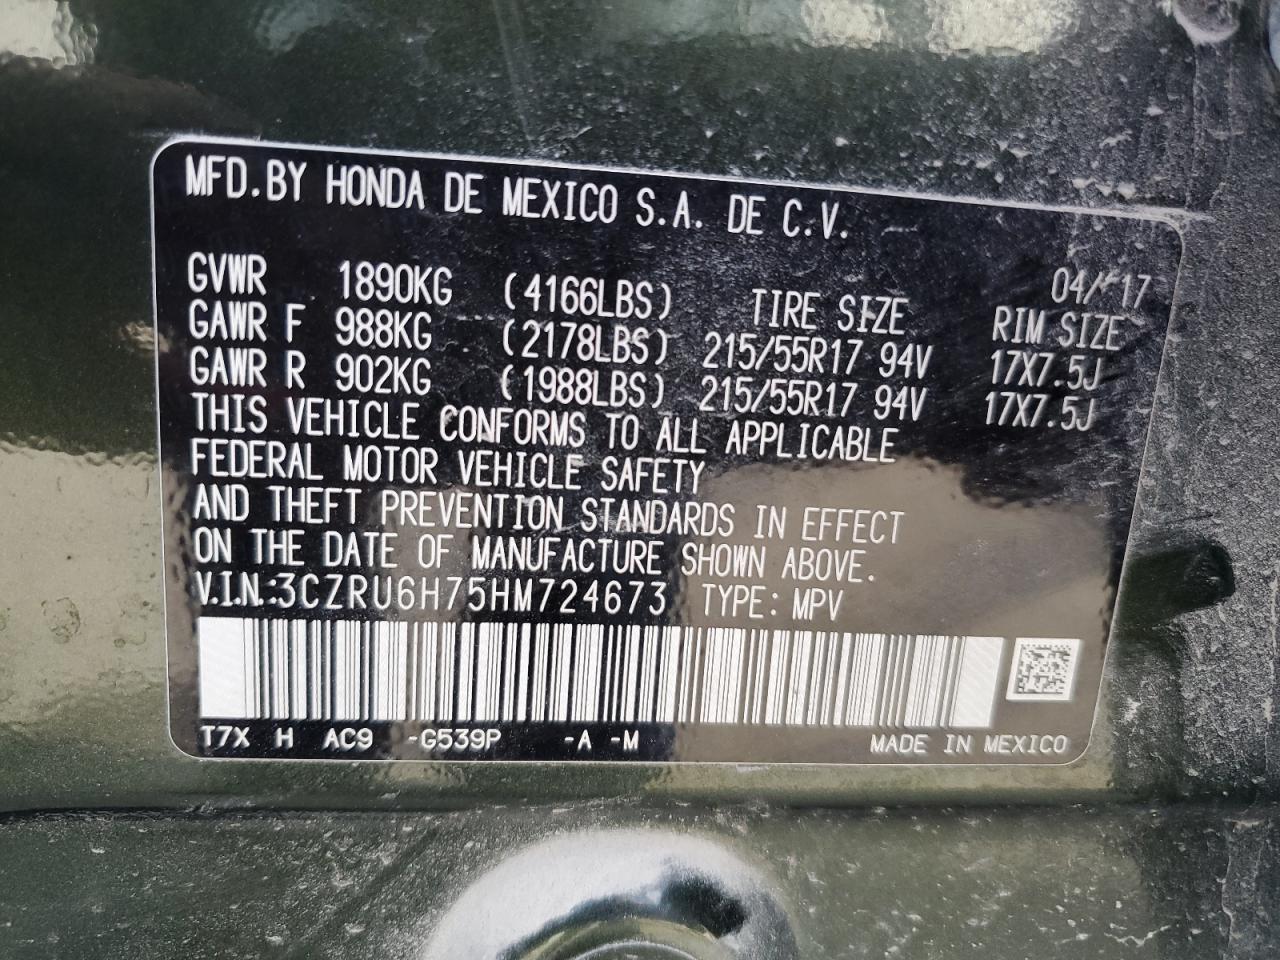 MFD.BY HONDA DE MEXICO S.A. DE C.V.
04/17
GVWR 1890KG (4166LBS) TIRE SIZE RIM SIZE
GAWR F 988KG (2178LBS) 215/55R17 94V 17X7.5J
GAWR R 902KG (1988LBS) 215/55R17 94V 17X7.5J
THIS VEHICLE CONFORMS TO ALL APPLICABLE
FEDERAL MOTOR VEHICLE SAFETY
AND THEFT PREVENTION STANDARDS IN EFFECT
ON THE DATE OF MANUFACTURE SHOWN ABOVE.
V.I.N.:3CZRU6H75HM724673 TYPE: MPV
T7X H AC9 -G539P -A -M MADE IN MEXICO